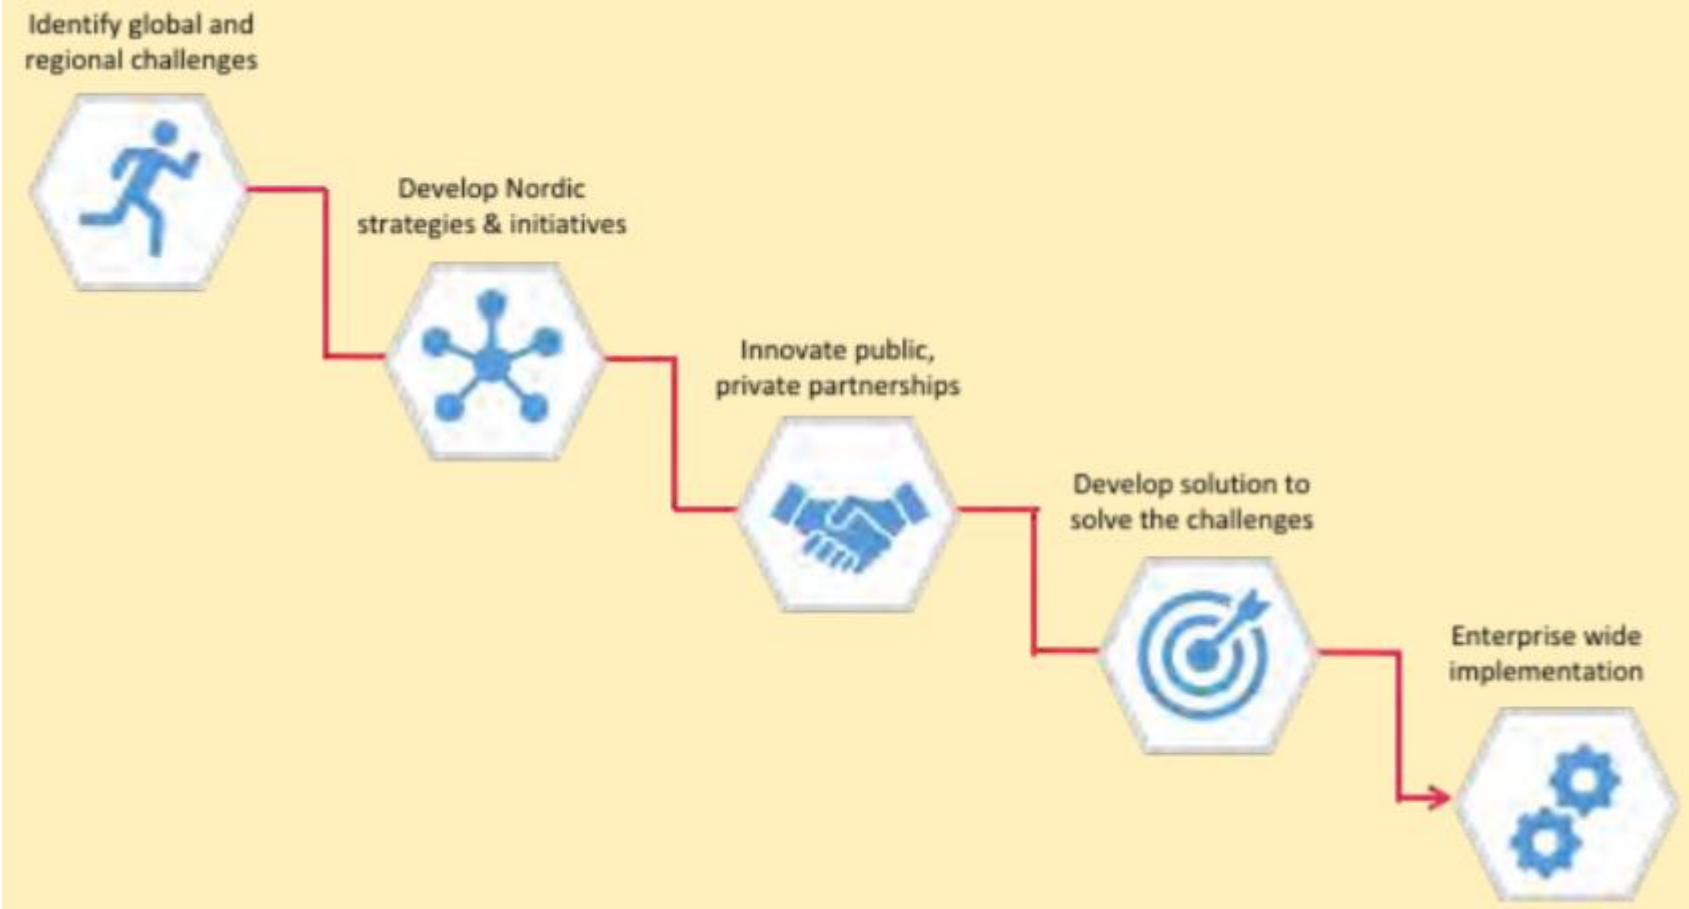 Identify global and
regional challenges
Develop Nordic
strategies & initiatives
Innovate public,
private partnerships
Develop solution to
solve the challenges
Enterprise wide
implementation